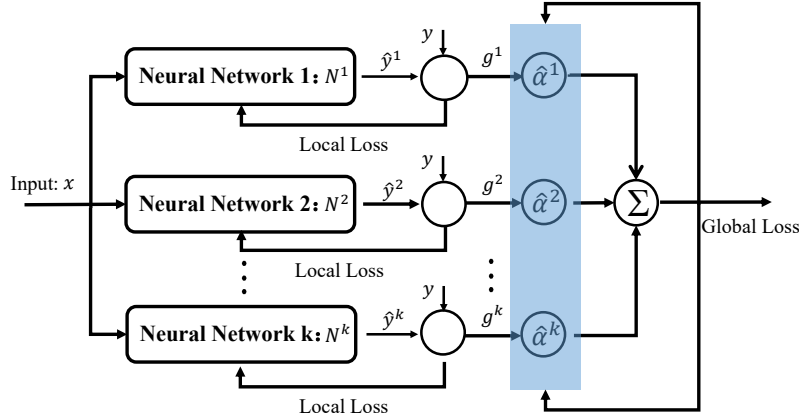 y
Neural Network 1: N¹
ŷ¹
g¹
α̂¹
Local Loss
y
Input: x
Neural Network 2: N²
ŷ²
g²
α̂²
Σ
Global Loss
Local Loss
y
Neural Network k: Nᵏ
ŷᵏ
gᵏ
α̂ᵏ
Local Loss